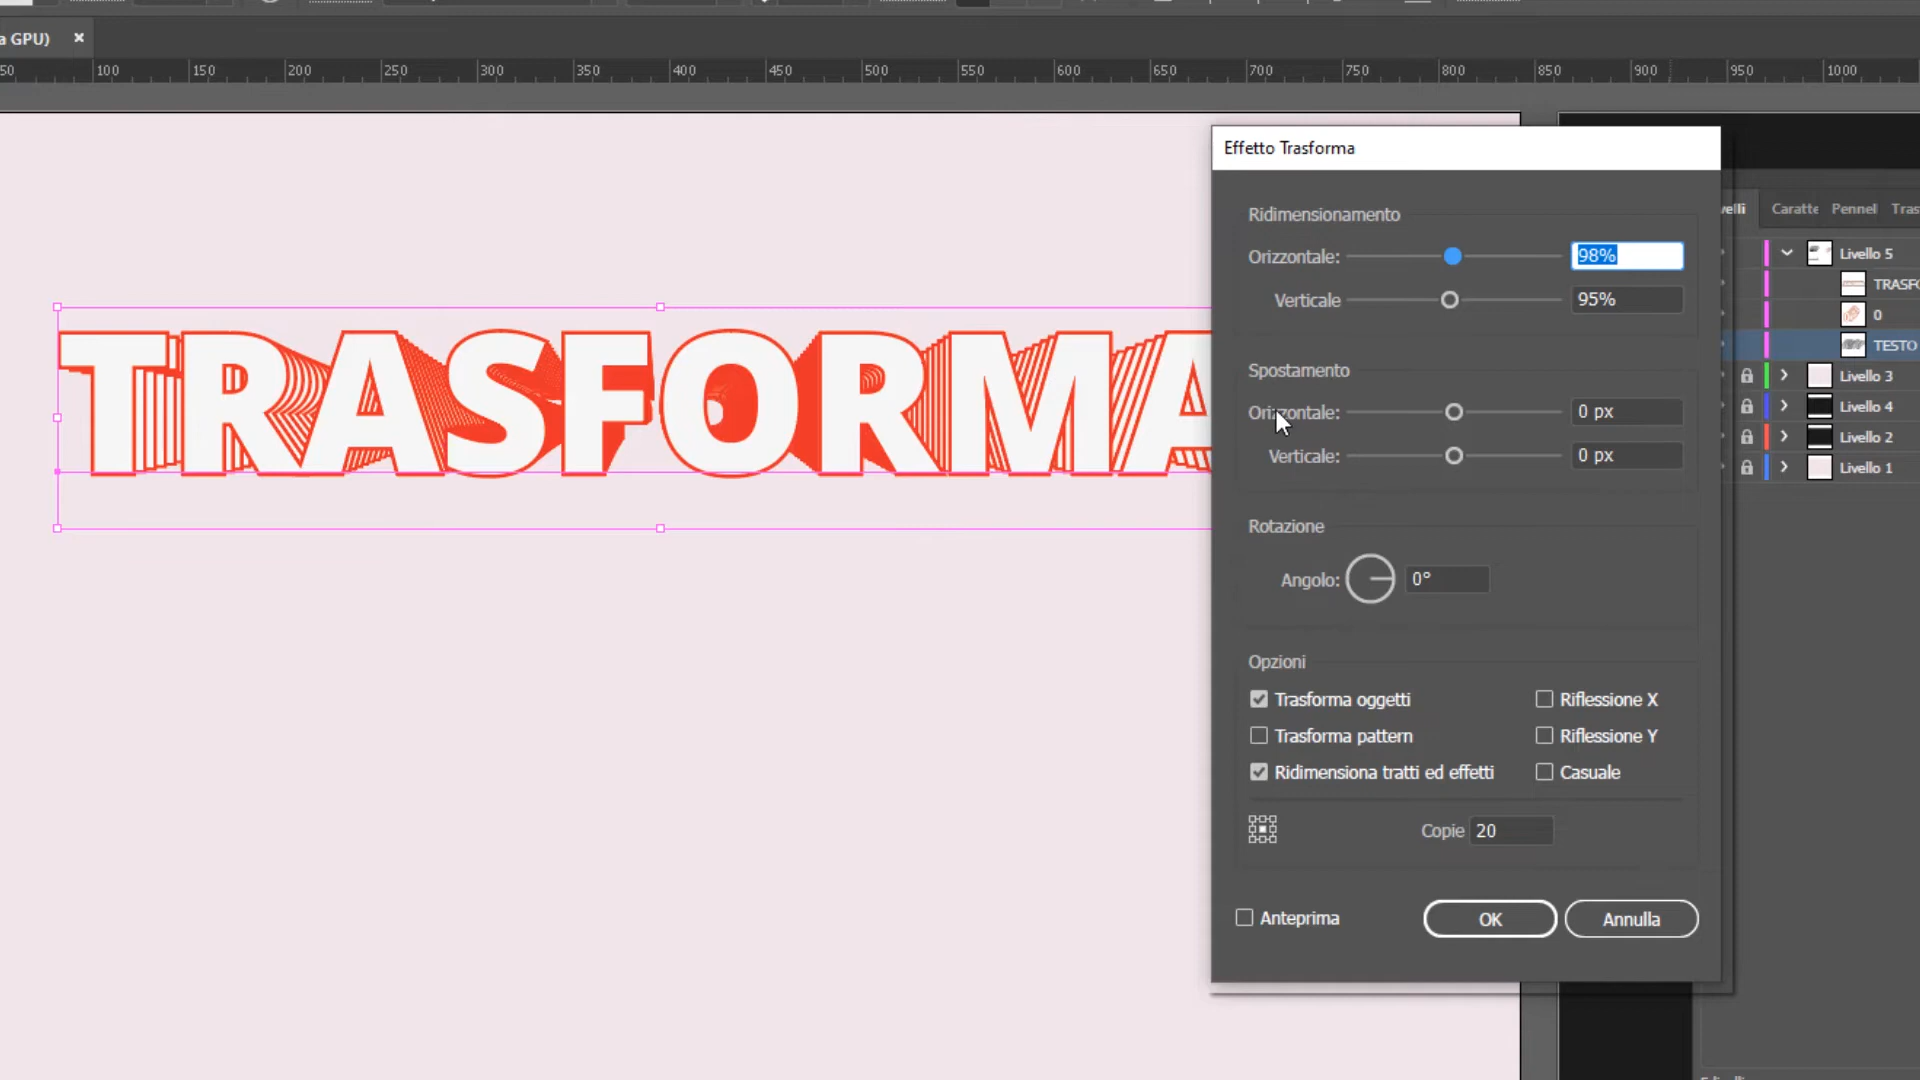 a GPU) ×
50 100 150 200 250 300 350 400 450 500 550 600 650 700 750 800 850 900 950 1000
Effetto Trasforma
Ridimensionamento
Orizzontale: 98%
Verticale 95%
Spostamento
Orizzontale: 0 px
Verticale: 0 px
Rotazione
Angolo: 0°
Opzioni
Trasforma oggetti Riflessione X
Trasforma pattern Riflessione Y
Ridimensiona tratti ed effetti Casuale
Copie 20
Anteprima OK Annulla
TRASFORMA
velli Caratte Pennel Tras
Livello 5
TRASFO
0
TESTO
Livello 3
Livello 4
Livello 2
Livello 1